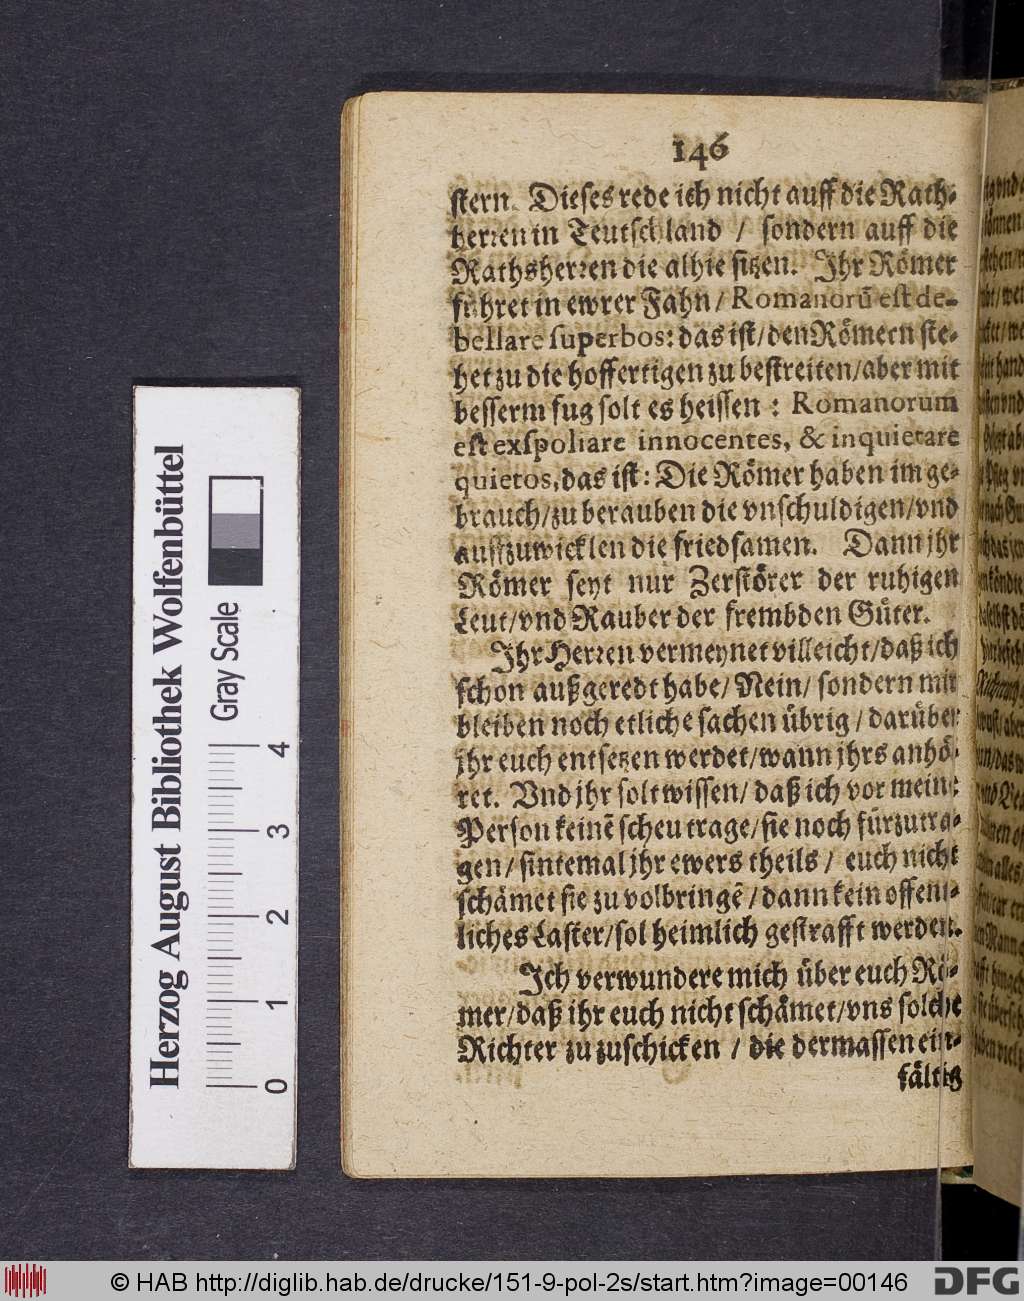 146
stern. Dieses rede ich nicht auff die Rath-
herren in Teutschland / sondern auff die
Rathsherren die alhie sitzen. Ihr Römer
führet in ewrer Fahn / Romanorū est de-
bellare superbos: das ist / den Römern ste-
het zu die hoffertigen zu bestreiten / aber mit
besserm fug solt es heissen : Romanorum
est exspoliare innocentes, & inquietare
quietos, das ist: Die Römer haben im ge-
brauch / zu berauben die vnschuldigen / vnd
auffzuwicklen die friedsamen. Dann jhr
Römer seyt nur Zerstörer der ruhigen
Leut / vnd Rauber der frembden Güter.
Ihr Herren vermeynet villeicht / daß ich
schon außgeredt habe / Nein / sondern mir
bleiben noch etliche sachen übrig / darüber
jhr euch entsetzen werdet / wann jhrs anhö-
ret. Vnd jhr solt wissen / daß ich vor meine
Person keinē scheu trage / sie noch fürzutra-
gen / sintemal jhr ewers theils / euch nicht
schämet sie zu volbringē / dann kein offent-
liches Laster / sol heimlich gestrafft werden.
Ich verwundere mich über euch Rö-
mer / daß ihr euch nicht schämet / vns solche
Richter zu zuschicken / die dermassen ein-
fältig
Herzog August Bibliothek Wolfenbüttel
Gray Scale
0 1 2 3 4
© HAB http://diglib.hab.de/drucke/151-9-pol-2s/start.htm?image=00146
DFG